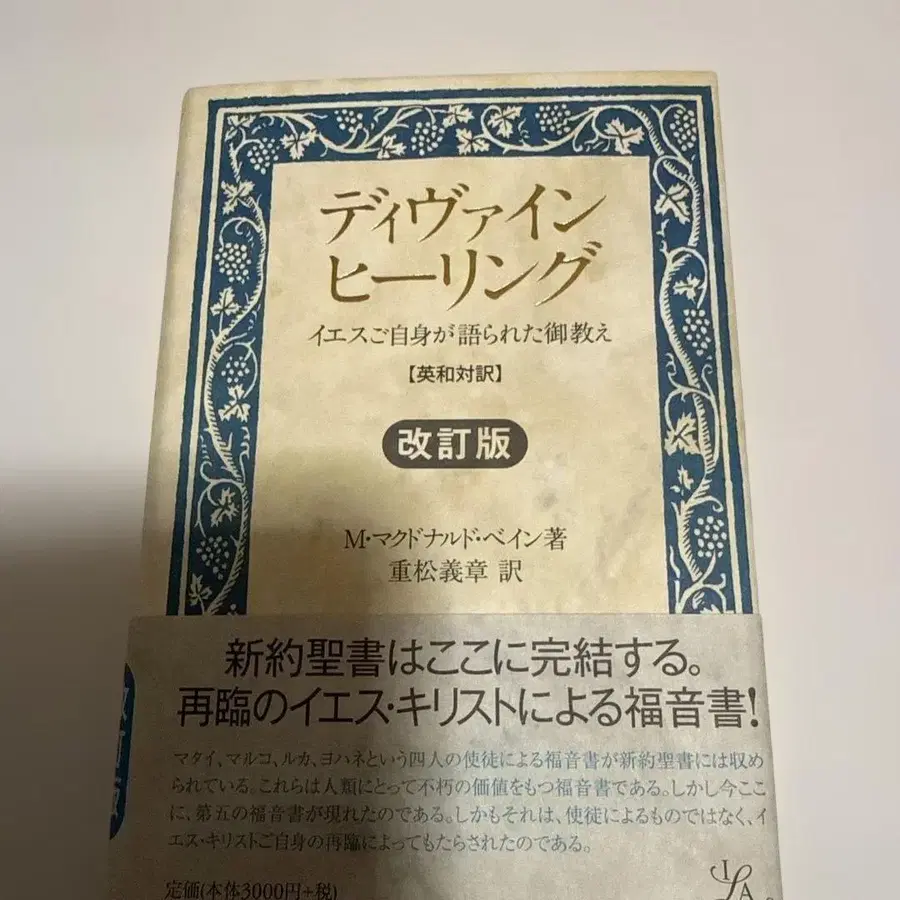 ディヴァイン
ヒーリング
イエスご自身が語られた御教え
【英和対訳】
改訂版
M・マクドナルド・ベイン著
重松義章 訳
新約聖書はここに完結する。
再臨のイエス・キリストによる福音書!
マタイ、マルコ、ルカ、ヨハネという四人の使徒による福音書が新約聖書には収め
られている。これらは人類にとって不朽の価値をもつ福音書である。しかし今ここ
に、第五の福音書が現れたのである。しかもそれは、使徒によるものではなく、イ
エス・キリストご自身の再臨によってもたらされたのである。
定価(本体3000円+税)
改訂版